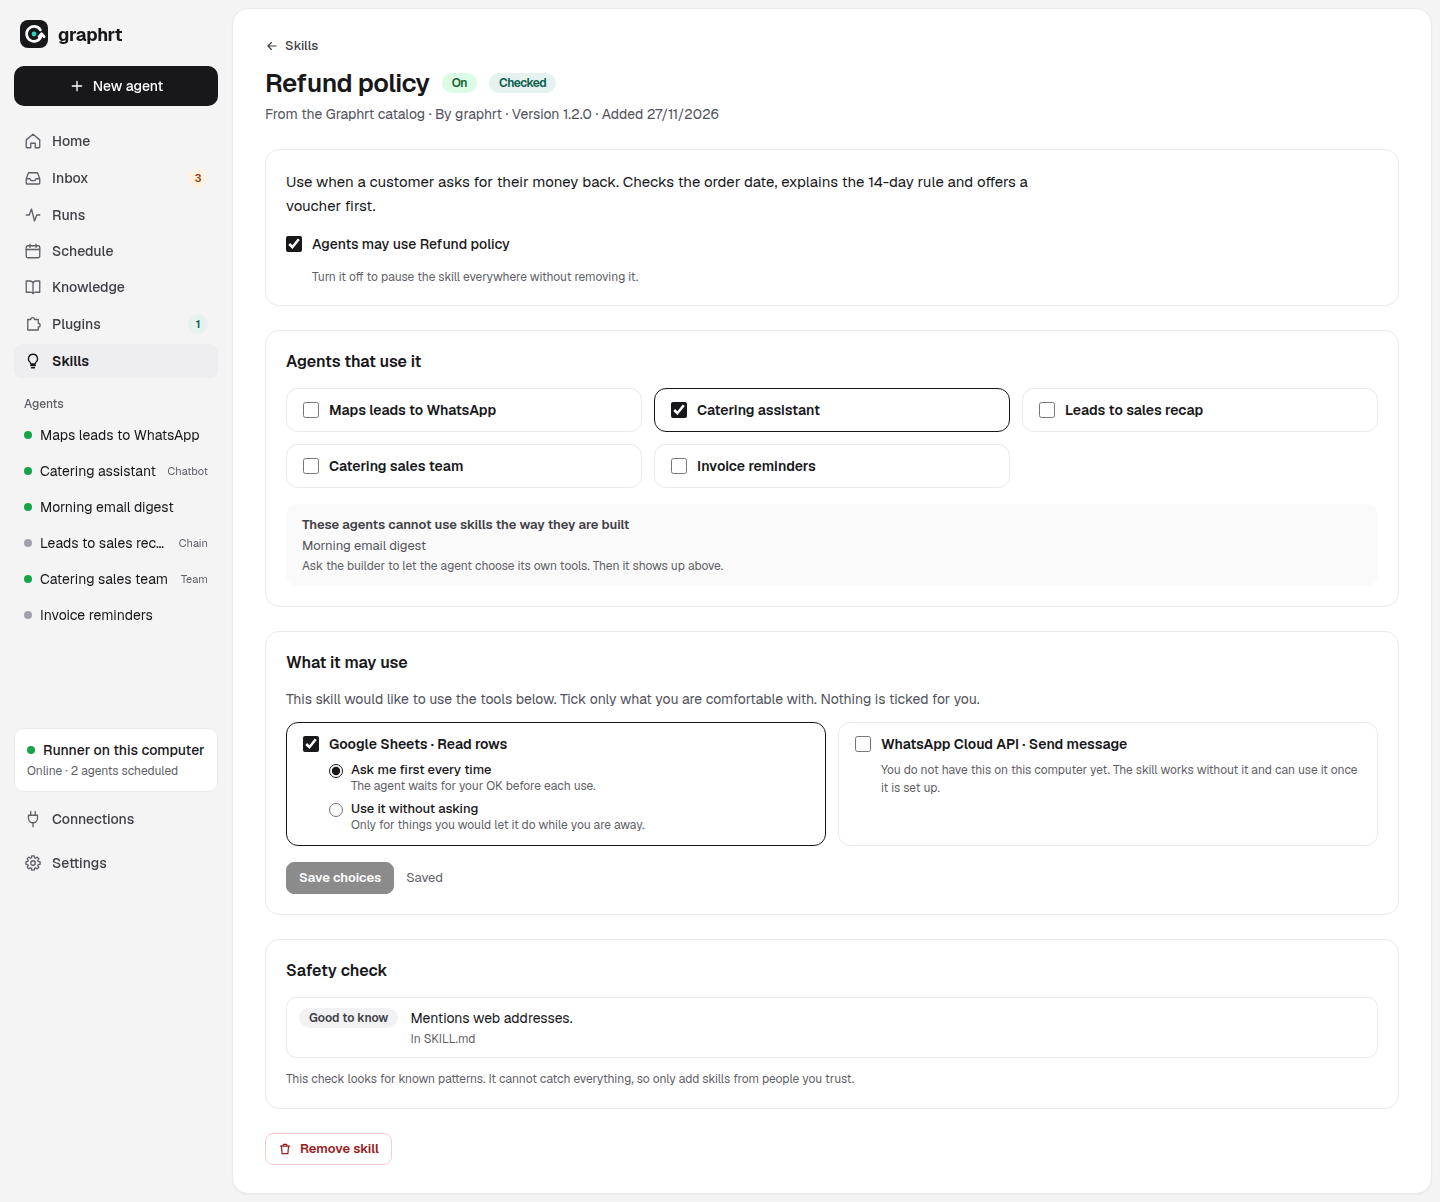 graphrt
New agent
Home
Inbox 3
Runs
Schedule
Knowledge
Plugins 1
Skills
Agents
Maps leads to WhatsApp
Catering assistant Chatbot
Morning email digest
Leads to sales rec... Chain
Catering sales team Team
Invoice reminders
Runner on this computer
Online · 2 agents scheduled
Connections
Settings
Skills
Refund policy On Checked
From the Graphrt catalog · By graphrt · Version 1.2.0 · Added 27/11/2026
Use when a customer asks for their money back. Checks the order date, explains the 14-day rule and offers a
voucher first.
Agents may use Refund policy
Turn it off to pause the skill everywhere without removing it.
Agents that use it
Maps leads to WhatsApp
Catering assistant
Leads to sales recap
Catering sales team
Invoice reminders
These agents cannot use skills the way they are built
Morning email digest
Ask the builder to let the agent choose its own tools. Then it shows up above.
What it may use
This skill would like to use the tools below. Tick only what you are comfortable with. Nothing is ticked for you.
Google Sheets · Read rows
Ask me first every time
The agent waits for your OK before each use.
Use it without asking
Only for things you would let it do while you are away.
WhatsApp Cloud API · Send message
You do not have this on this computer yet. The skill works without it and can use it once
it is set up.
Save choices Saved
Safety check
Good to know Mentions web addresses.
In SKILL.md
This check looks for known patterns. It cannot catch everything, so only add skills from people you trust.
Remove skill